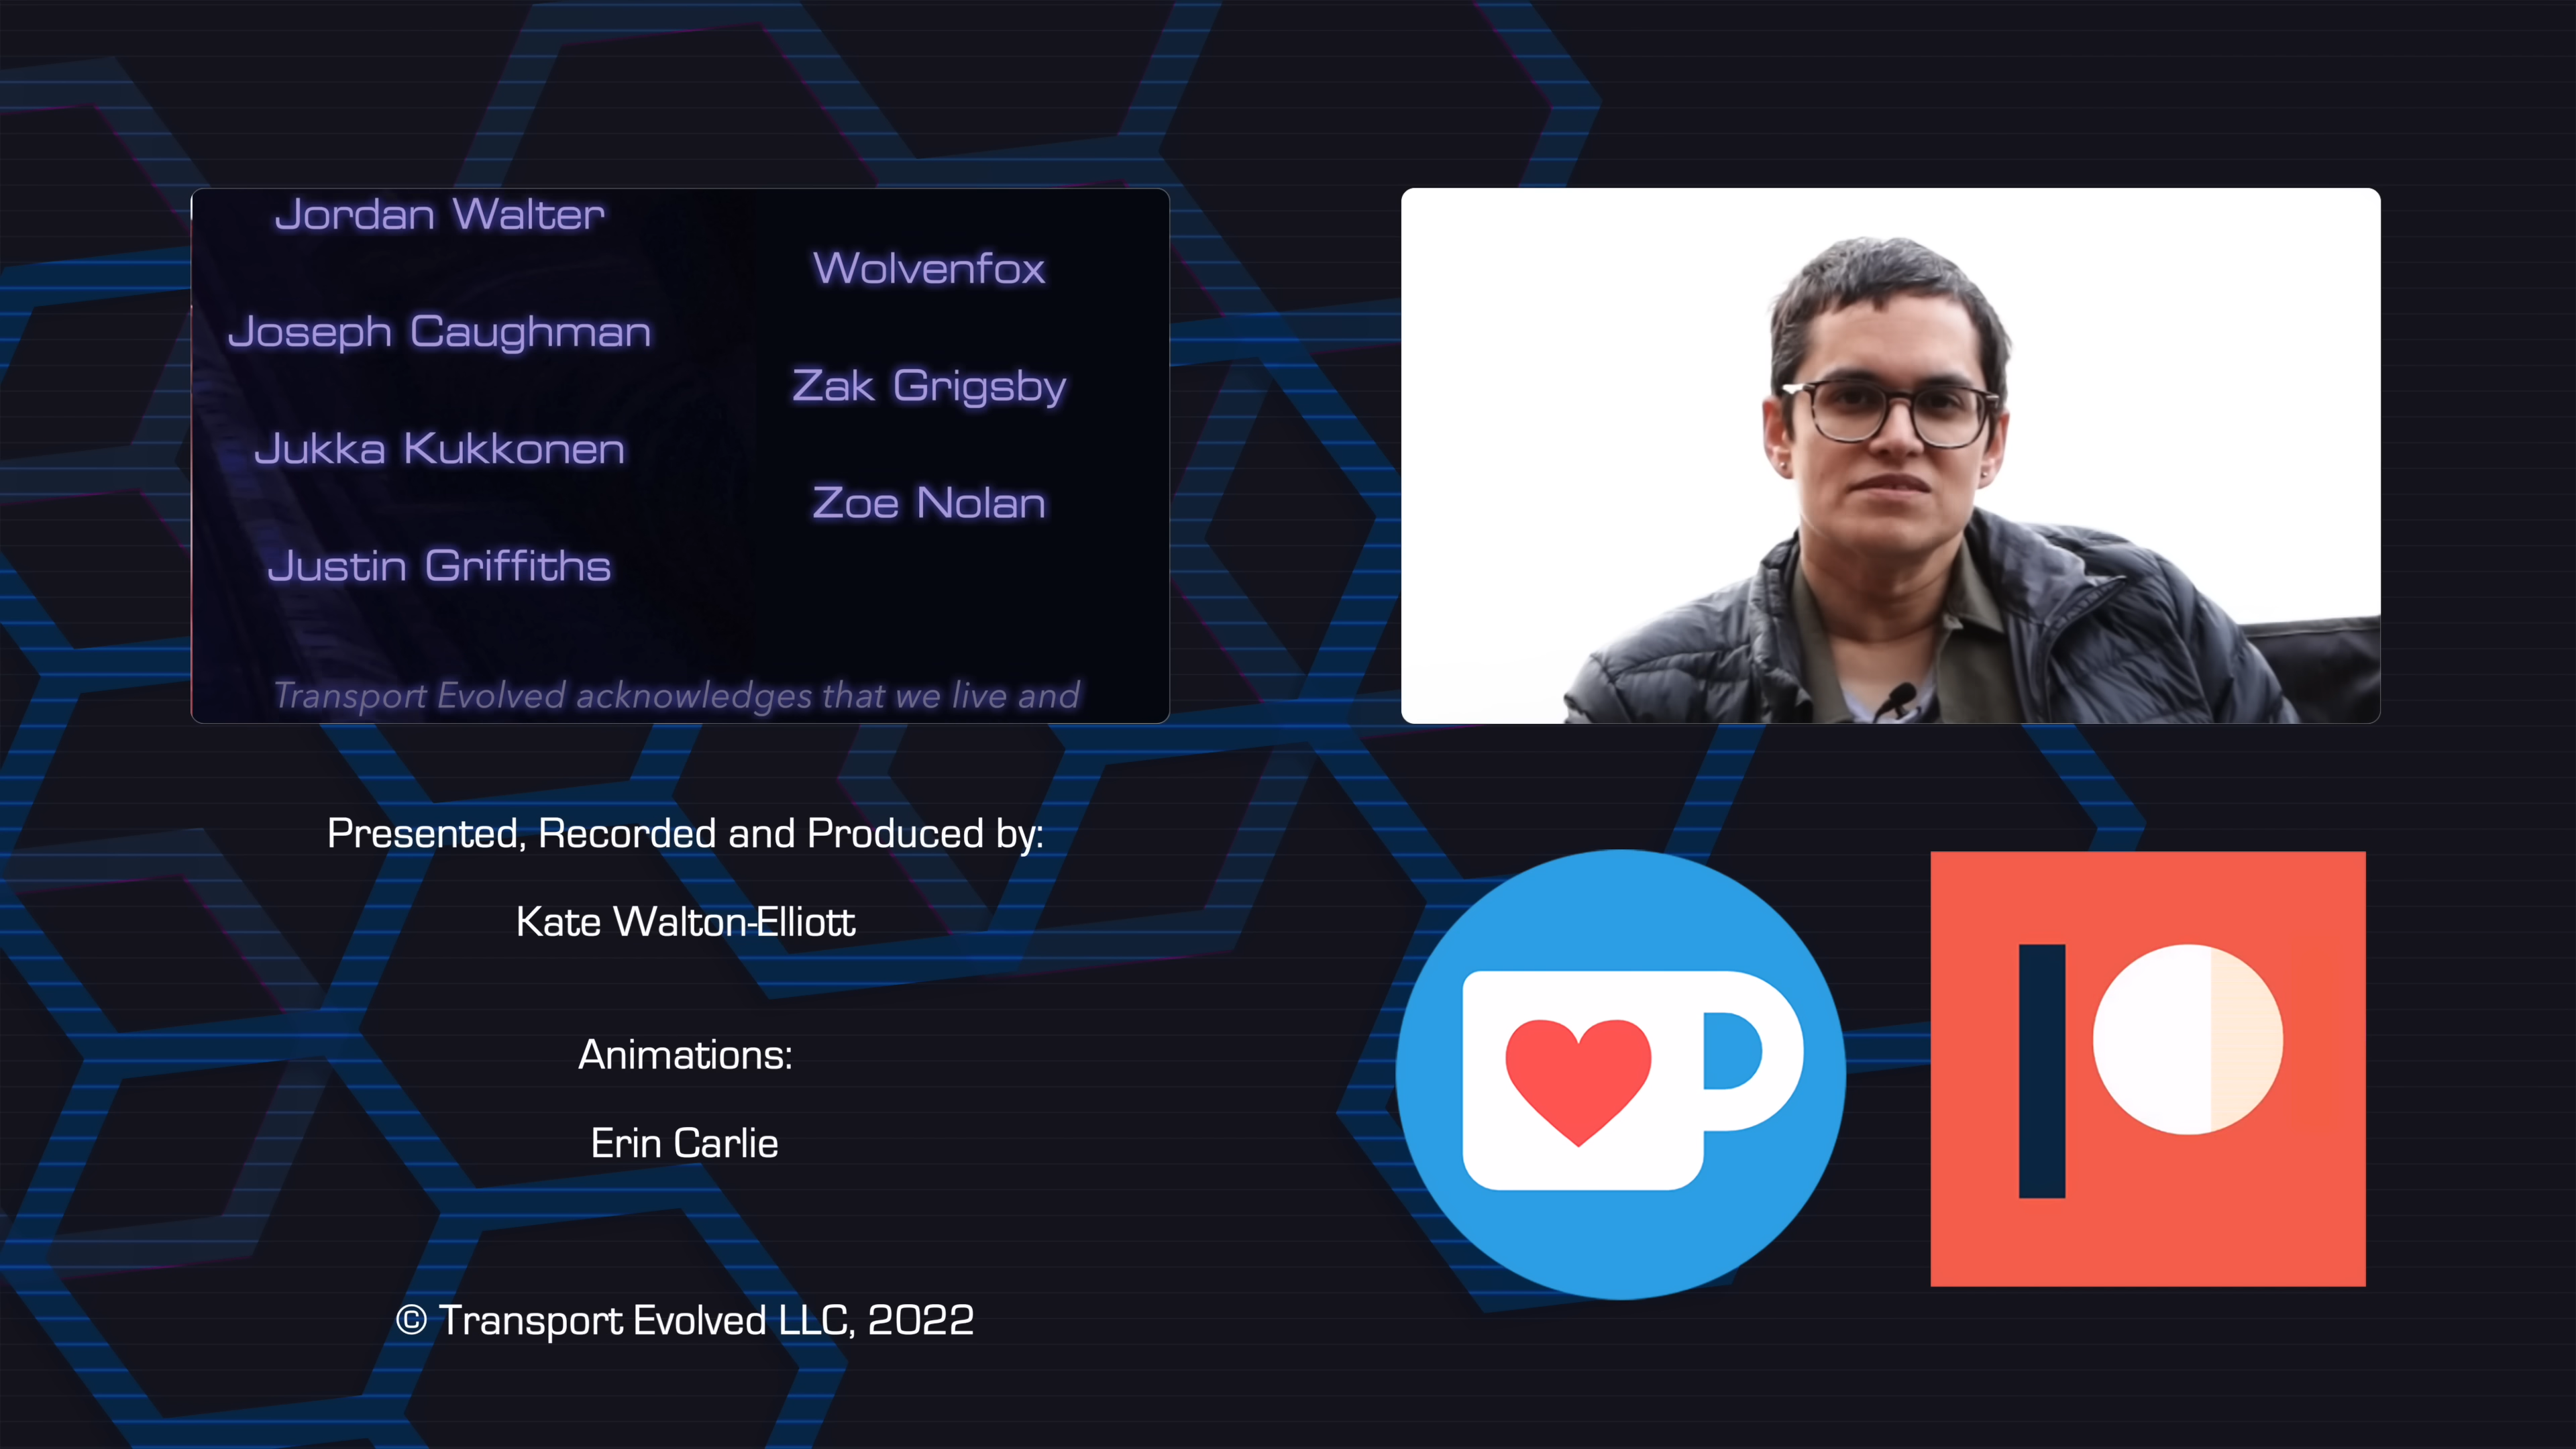 Jordan Walter
Wolvenfox
Joseph Caughman
Zak Grigsby
Jukka Kukkonen
Zoe Nolan
Justin Griffiths
Transport Evolved acknowledges that we live and
Presented, Recorded and Produced by:
Kate Walton-Elliott
Animations:
Erin Carlie
© Transport Evolved LLC, 2022